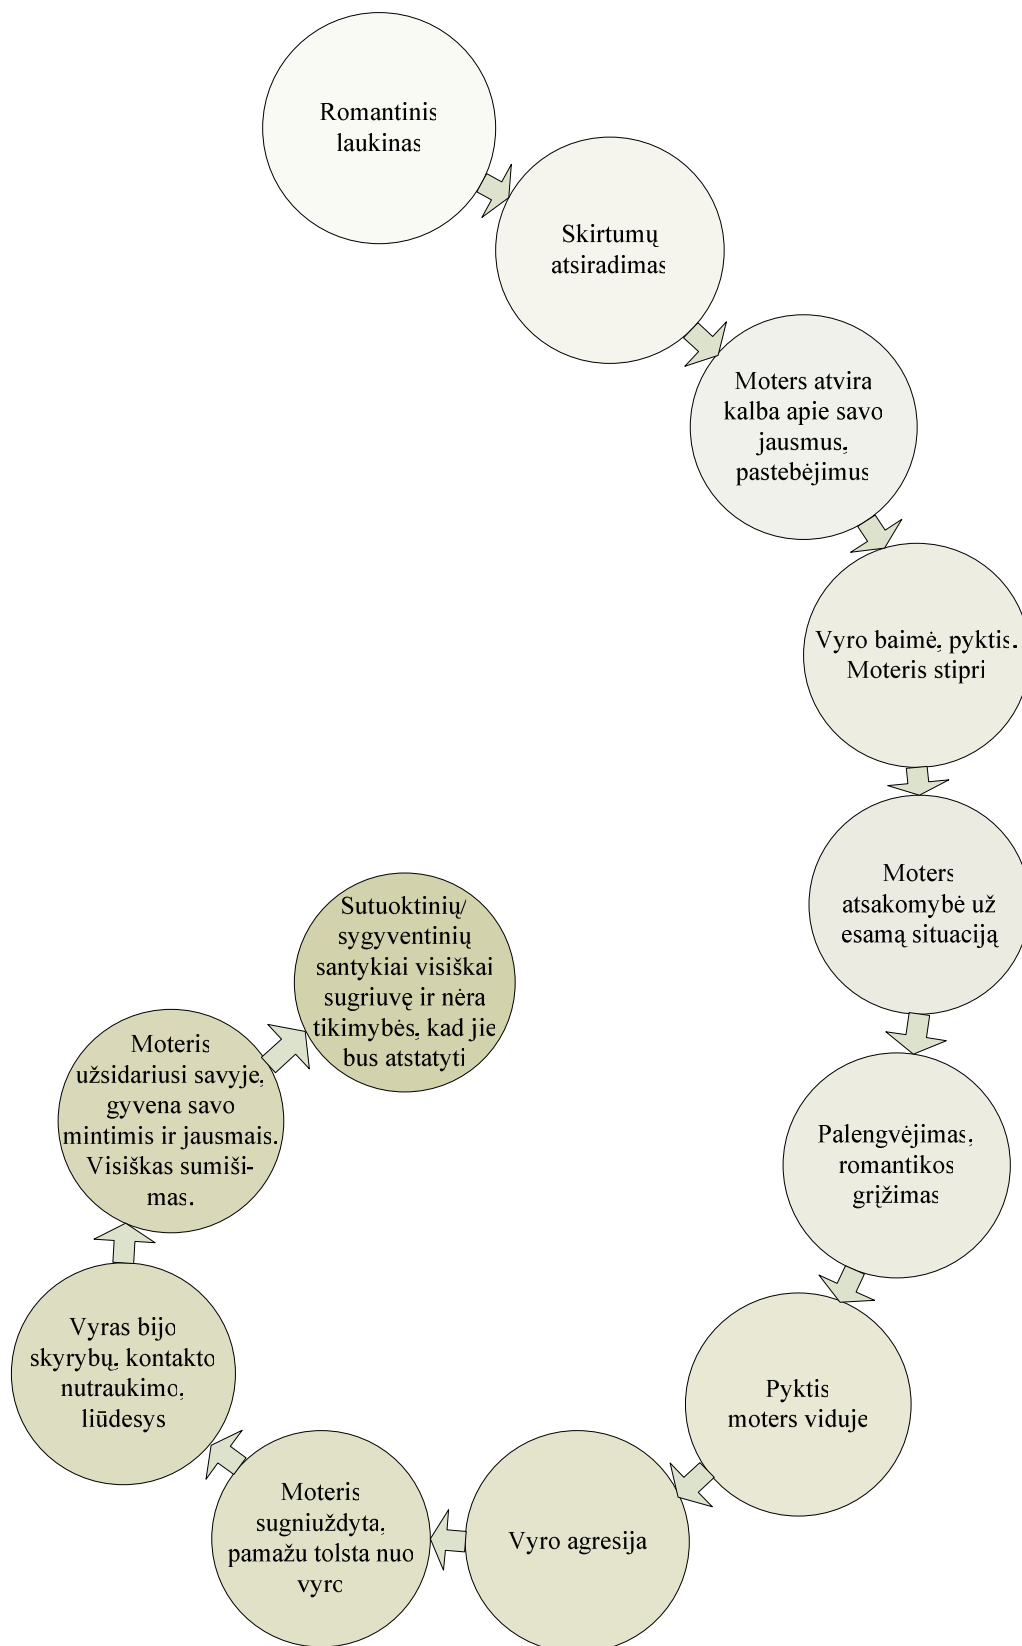 Romantinis
laukinas
Skirtumų
atsiradimas
Moters atvira
kalba apie savo
jausmus,
pastebėjimus
Vyro baimė, pyktis.
Moteris stipri
Moters
atsakomybė už
esamą situaciją
Palengvėjimas,
romantikos
grįžimas
Pyktis
moters viduje
Vyro agresija
Moteris
sugniuždyta,
pamažu tolsta nuo
vyro
Vyras bijo
skyrybų, kontakto
nutraukimo,
liūdesys
Moteris
užsidariusi savyje,
gyvena savo
mintimis ir jausmais.
Visiškas sumiši-
mas.
Sutuoktinių/
sygyventinių
santykiai visiškai
sugriuvę ir nėra
tikimybės, kad jie
bus atstatyti